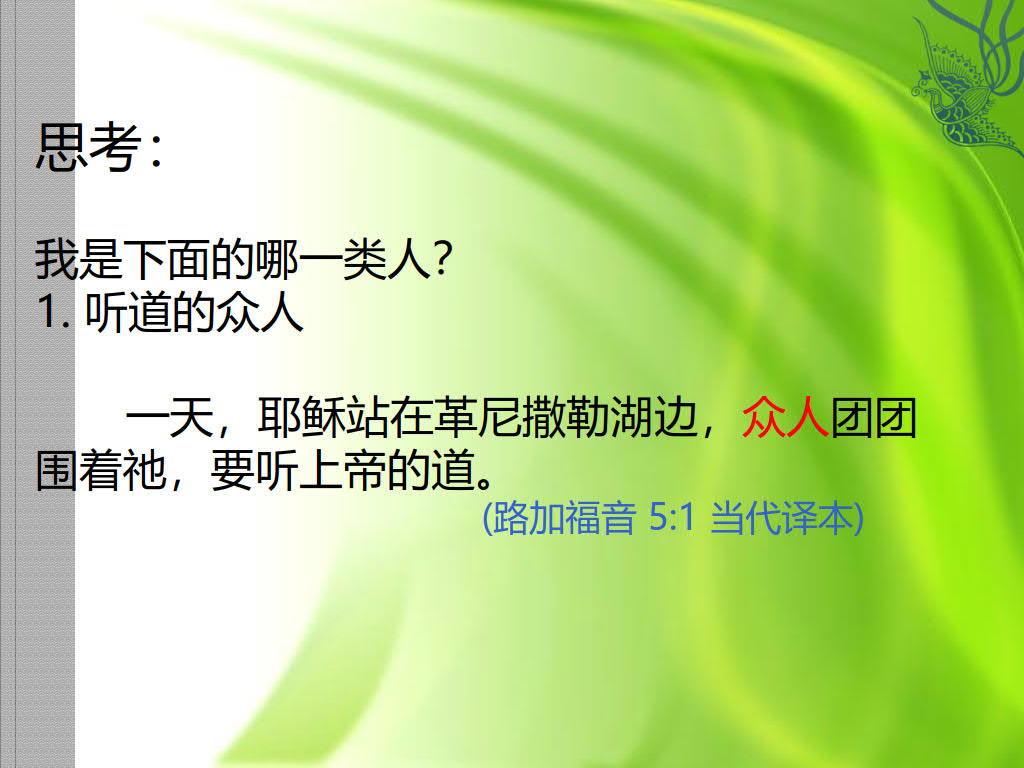 思考：
我是下面的哪一类人？
1. 听道的众人
一天，耶稣站在革尼撒勒湖边，众人团团
围着祂，要听上帝的道。
(路加福音 5:1 当代译本)